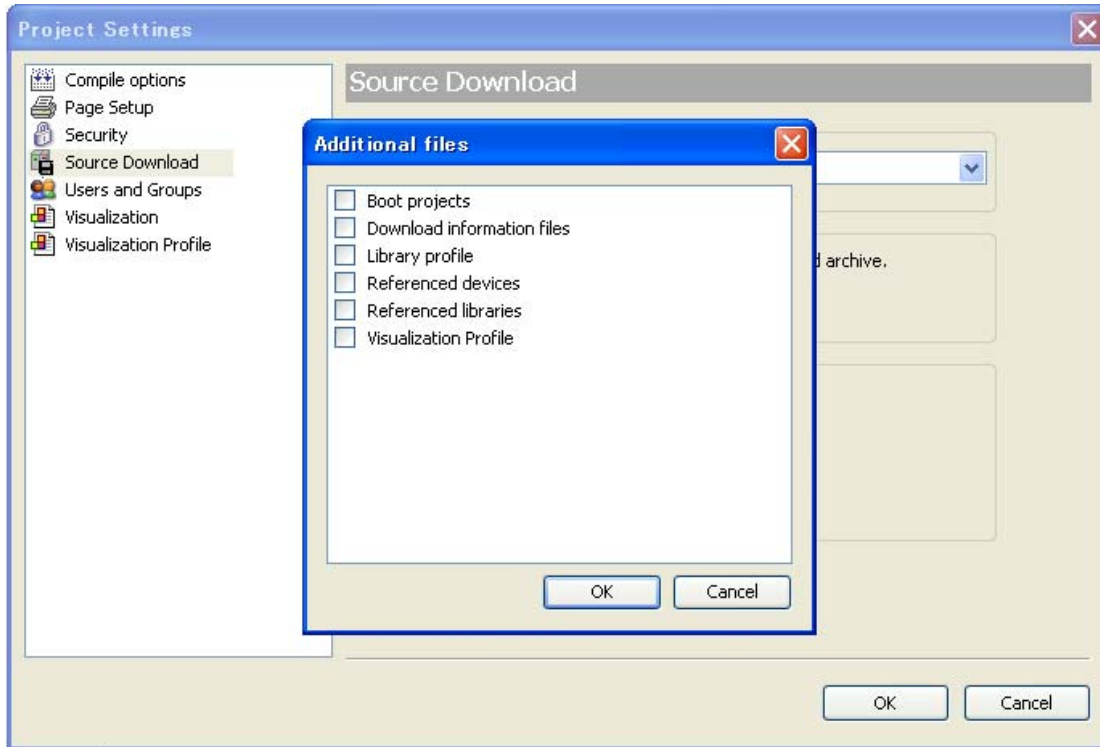 Project Settings
Compile options
Page Setup
Security
Source Download
Users and Groups
Visualization
Visualization Profile
Source Download
archive.
Additional files
Boot projects
Download information files
Library profile
Referenced devices
Referenced libraries
Visualization Profile
OK
Cancel
OK
Cancel